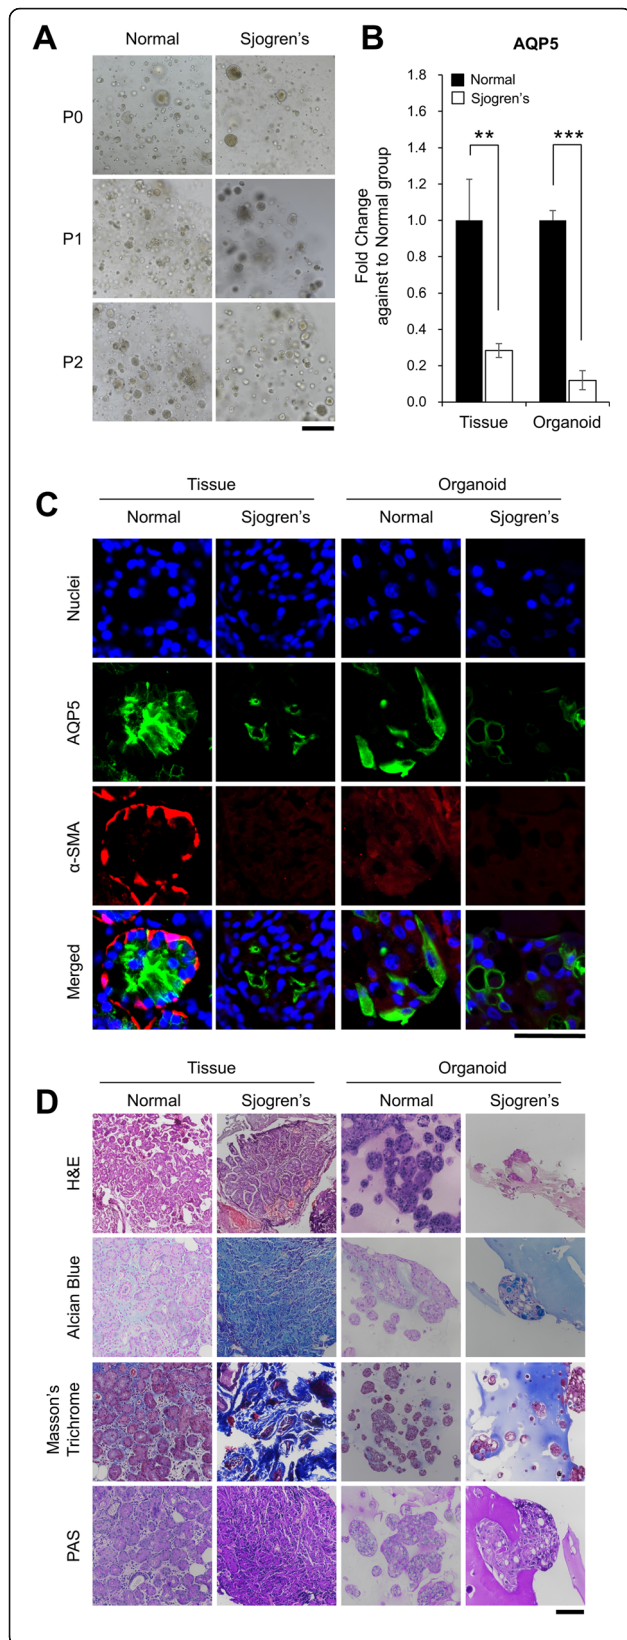 A
Normal
Sjogren's
P0
P1
P2
B
AQP5
Normal
Sjogren's
Fold Change
against to Normal group
1.8
1.6
1.4
1.2
1.0
0.8
0.6
0.4
0.2
0.0
**
***
Tissue
Organoid
C
Tissue
Organoid
Normal
Sjogren's
Normal
Sjogren's
Nuclei
AQP5
α-SMA
Merged
D
Tissue
Organoid
Normal
Sjogren's
Normal
Sjogren's
H&E
Alcian Blue
Masson's
Trichrome
PAS